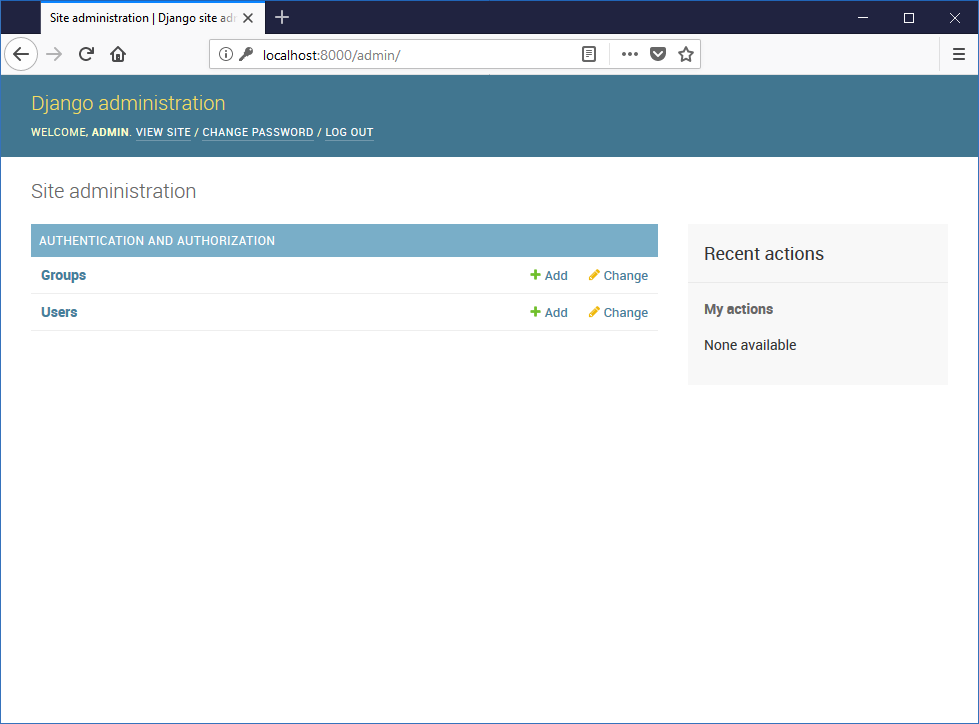 Site administration | Django site adr
localhost:8000/admin/
Django administration
WELCOME, ADMIN. VIEW SITE / CHANGE PASSWORD / LOG OUT
Site administration
AUTHENTICATION AND AUTHORIZATION
Groups Add Change
Users Add Change
Recent actions
My actions
None available